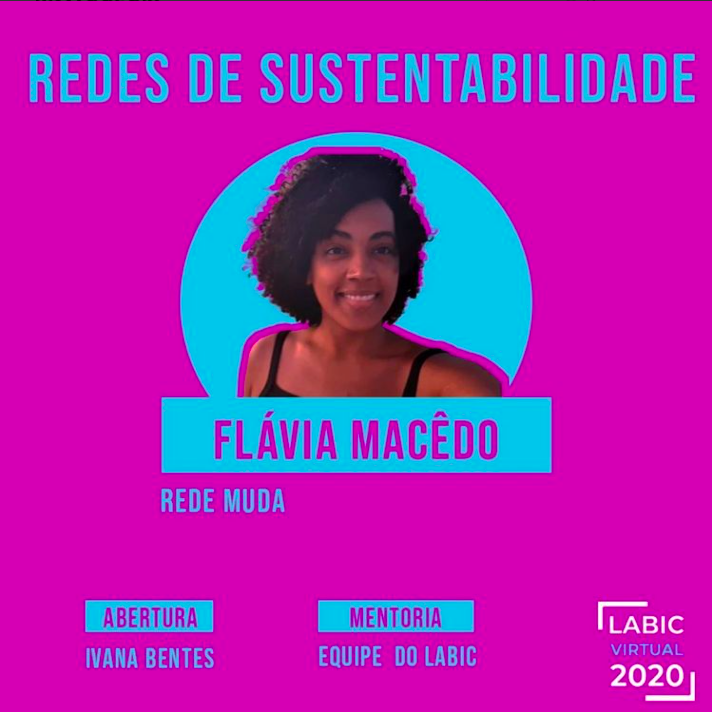 REDES DE SUSTENTABILIDADE
FLÁVIA MACÊDO
REDE MUDA
ABERTURA
IVANA BENTES
MENTORIA
EQUIPE DO LABIC
LABIC
VIRTUAL
2020